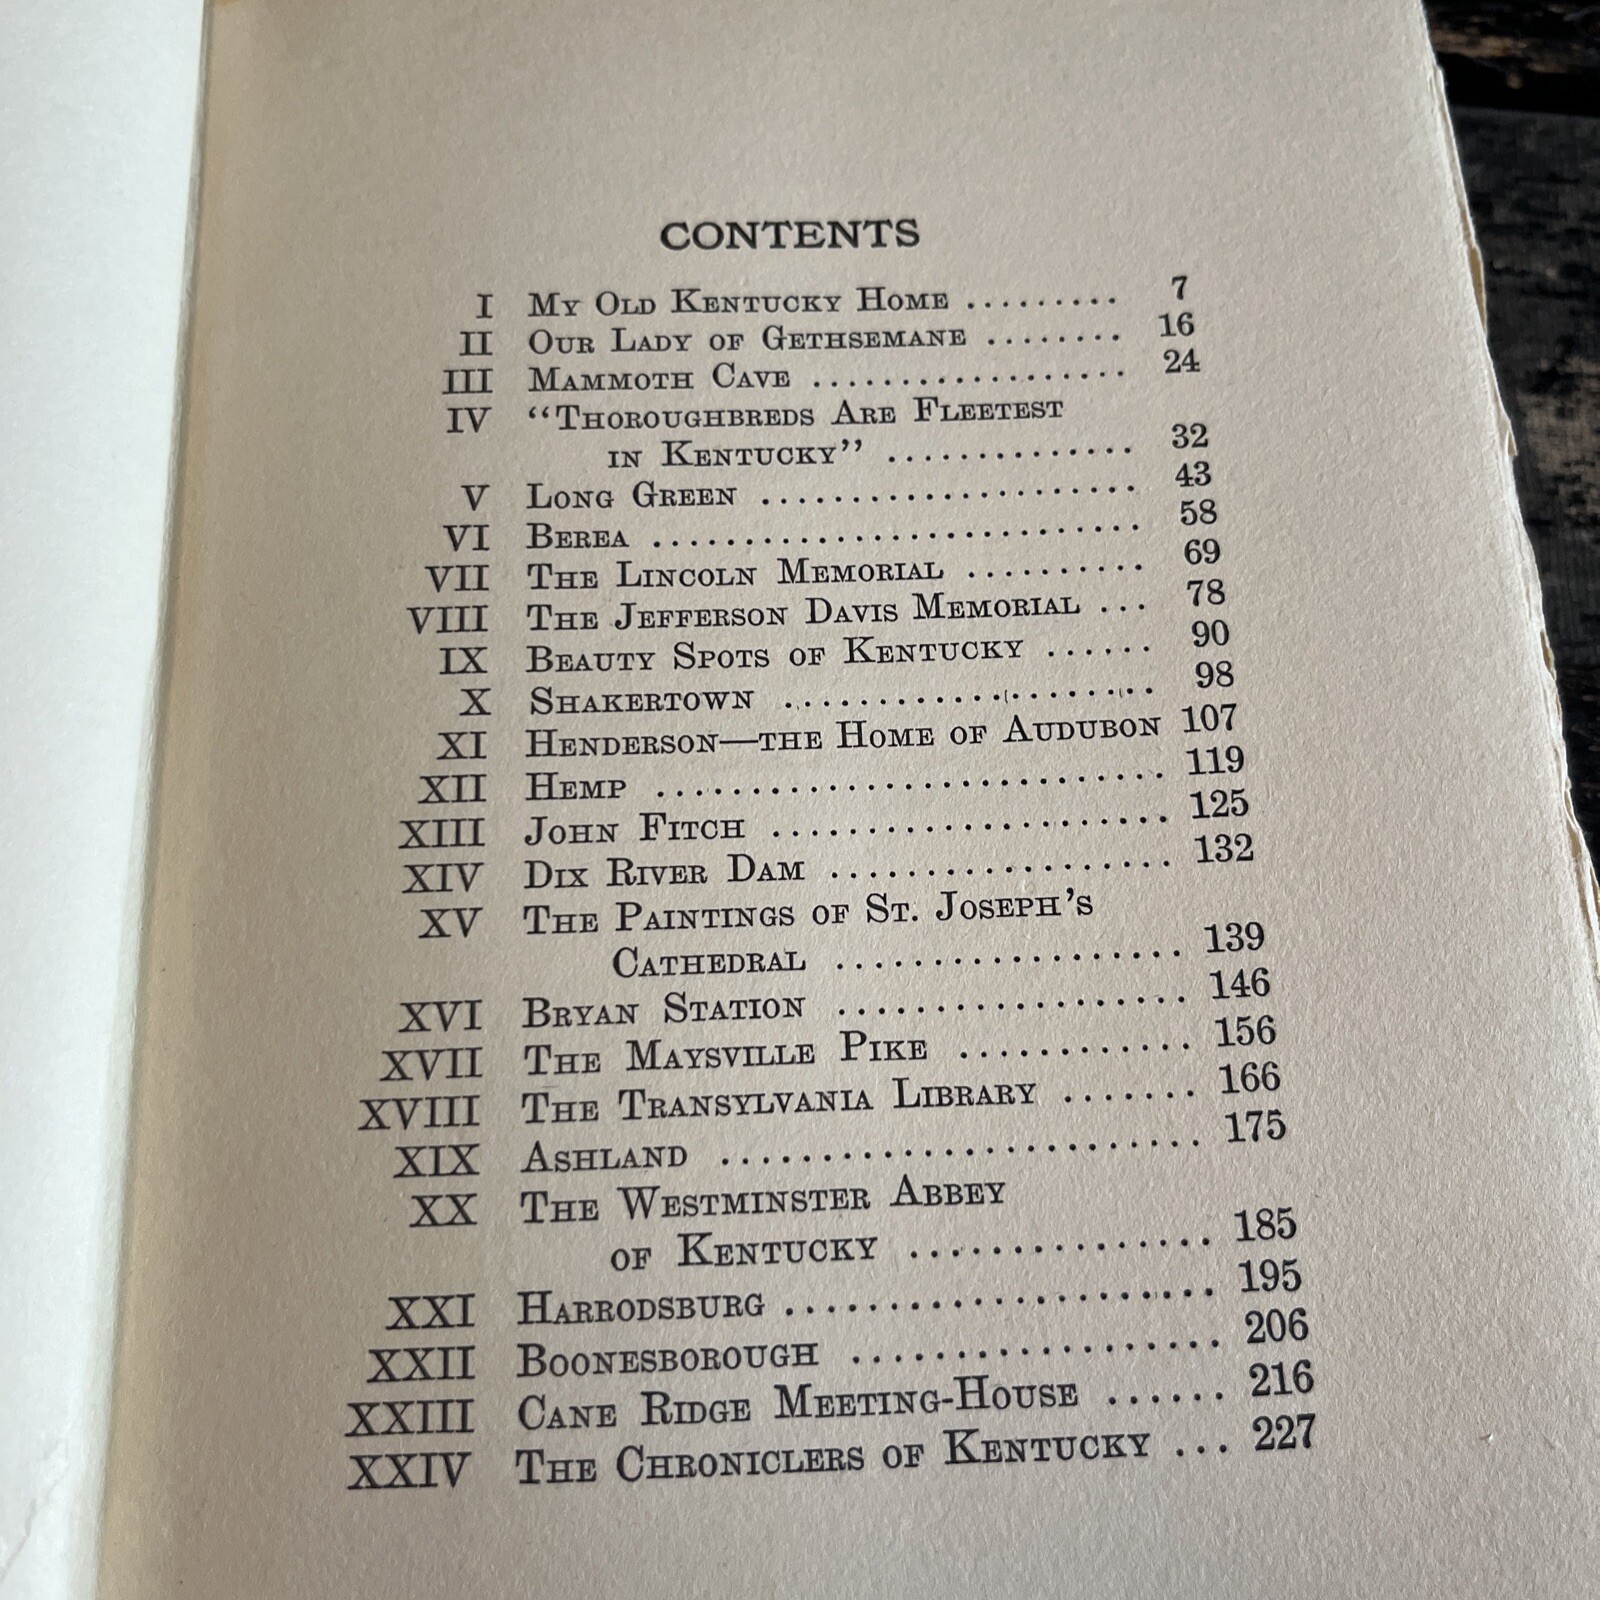 CONTENTS
I My Old Kentucky Home ......... 7
II Our Lady of Gethsemane ........ 16
III Mammoth Cave .................. 24
IV “Thoroughbreds Are Fleetest
in Kentucky” .............. 32
V Long Green ...................... 43
VI Berea ........................... 58
VII The Lincoln Memorial .......... 69
VIII The Jefferson Davis Memorial ... 78
IX Beauty Spots of Kentucky ...... 90
X Shakertown .................... 98
XI Henderson—the Home of Audubon 107
XII Hemp ........................... 119
XIII John Fitch ..................... 125
XIV Dix River Dam .................. 132
XV The Paintings of St. Joseph’s
Cathedral .................. 139
XVI Bryan Station .................. 146
XVII The Maysville Pike ............ 156
XVIII The Transylvania Library ....... 166
XIX Ashland ........................ 175
XX The Westminster Abbey
of Kentucky ............... 185
XXI Harrodsburg ..................... 195
XXII Boonesborough .................. 206
XXIII Cane Ridge Meeting-House ...... 216
XXIV The Chroniclers of Kentucky ... 227